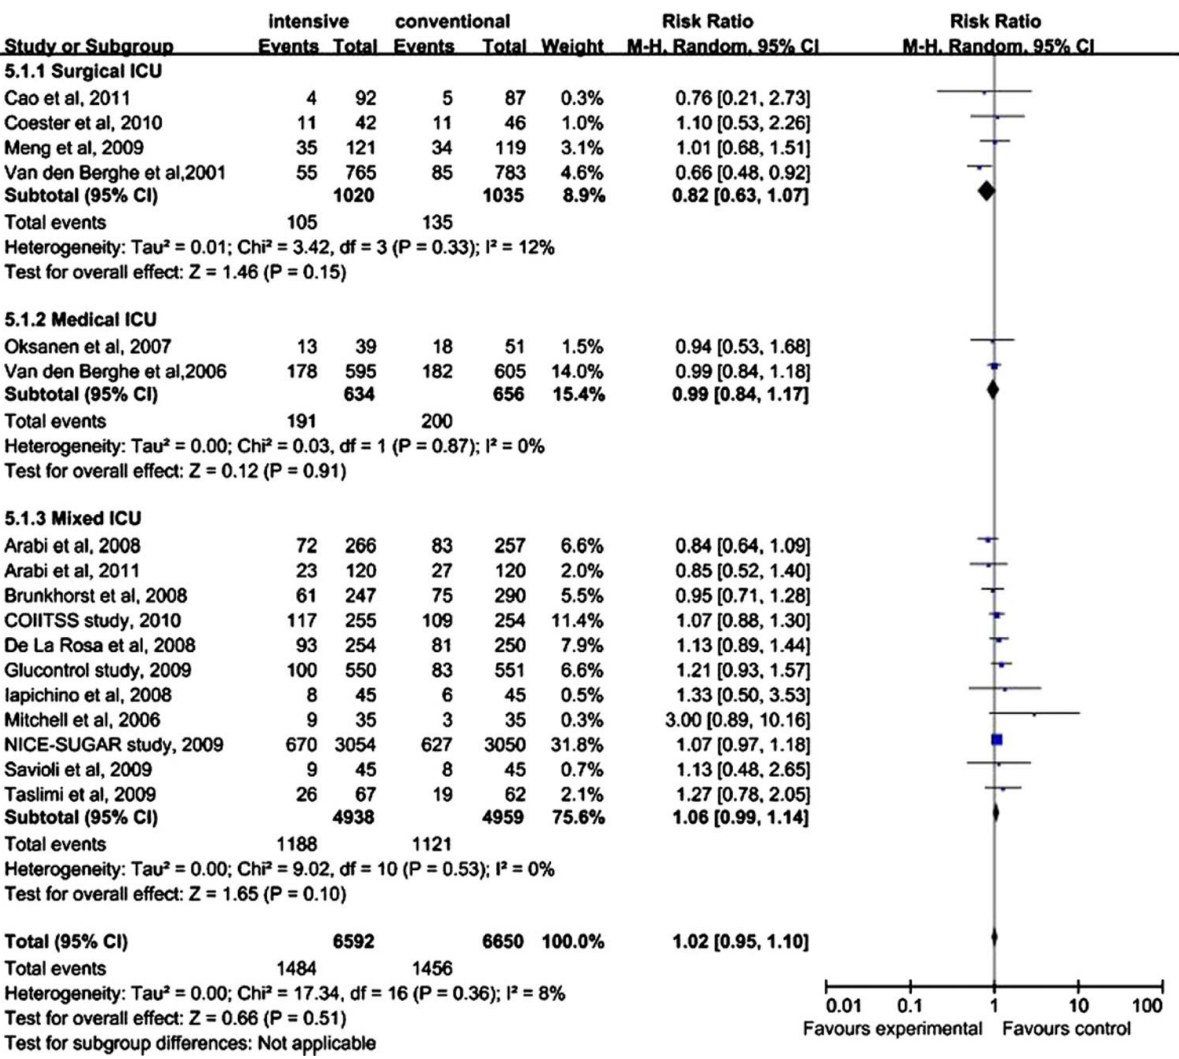 intensive conventional Risk Ratio Risk Ratio
Study or Subgroup Events Total Events Total Weight M-H, Random, 95% CI M-H, Random, 95% CI
5.1.1 Surgical ICU
Cao et al, 2011 4 92 5 87 0.3% 0.76 [0.21, 2.73]
Coester et al, 2010 11 42 11 46 1.0% 1.10 [0.53, 2.26]
Meng et al, 2009 35 121 34 119 3.1% 1.01 [0.68, 1.51]
Van den Berghe et al,2001 55 765 85 783 4.6% 0.66 [0.48, 0.92]
Subtotal (95% CI) 1020 1035 8.9% 0.82 [0.63, 1.07]
Total events 105 135
Heterogeneity: Tau² = 0.01; Chi² = 3.42, df = 3 (P = 0.33); I² = 12%
Test for overall effect: Z = 1.46 (P = 0.15)
5.1.2 Medical ICU
Oksanen et al, 2007 13 39 18 51 1.5% 0.94 [0.53, 1.68]
Van den Berghe et al,2006 178 595 182 605 14.0% 0.99 [0.84, 1.18]
Subtotal (95% CI) 634 656 15.4% 0.99 [0.84, 1.17]
Total events 191 200
Heterogeneity: Tau² = 0.00; Chi² = 0.03, df = 1 (P = 0.87); I² = 0%
Test for overall effect: Z = 0.12 (P = 0.91)
5.1.3 Mixed ICU
Arabi et al, 2008 72 266 83 257 6.6% 0.84 [0.64, 1.09]
Arabi et al, 2011 23 120 27 120 2.0% 0.85 [0.52, 1.40]
Brunkhorst et al, 2008 61 247 75 290 5.5% 0.95 [0.71, 1.28]
COIITSS study, 2010 117 255 109 254 11.4% 1.07 [0.88, 1.30]
De La Rosa et al, 2008 93 254 81 250 7.9% 1.13 [0.89, 1.44]
Glucontrol study, 2009 100 550 83 551 6.6% 1.21 [0.93, 1.57]
Iapichino et al, 2008 8 45 6 45 0.5% 1.33 [0.50, 3.53]
Mitchell et al, 2006 9 35 3 35 0.3% 3.00 [0.89, 10.16]
NICE-SUGAR study, 2009 670 3054 627 3050 31.8% 1.07 [0.97, 1.18]
Savioli et al, 2009 9 45 8 45 0.7% 1.13 [0.48, 2.65]
Taslimi et al, 2009 26 67 19 62 2.1% 1.27 [0.78, 2.05]
Subtotal (95% CI) 4938 4959 75.6% 1.06 [0.99, 1.14]
Total events 1188 1121
Heterogeneity: Tau² = 0.00; Chi² = 9.02, df = 10 (P = 0.53); I² = 0%
Test for overall effect: Z = 1.65 (P = 0.10)
Total (95% CI) 6592 6650 100.0% 1.02 [0.95, 1.10]
Total events 1484 1456
Heterogeneity: Tau² = 0.00; Chi² = 17.34, df = 16 (P = 0.36); I² = 8%
Test for overall effect: Z = 0.66 (P = 0.51)
Test for subgroup differences: Not applicable
0.01 0.1 1 10 100
Favours experimental Favours control